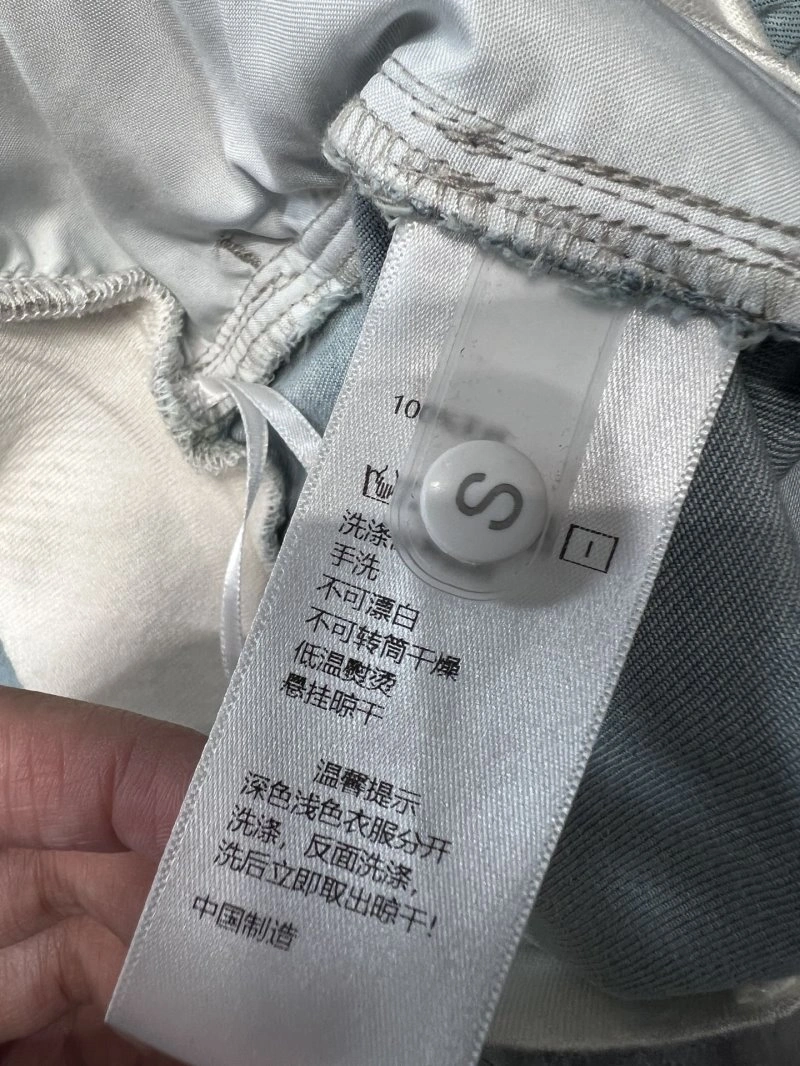 10
S
洗涤
手洗
不可漂白
不可转筒干燥
低温熨烫
悬挂晾干
温馨提示
深色浅色衣服分开
洗涤，反面洗涤，
洗后立即取出晾干！
中国制造